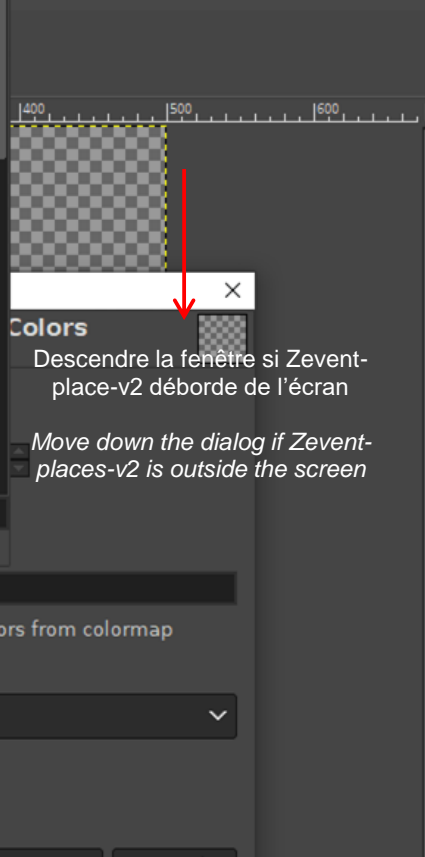 400
500
600
Colors
Descendre la fenêtre si Zevent-
place-v2 déborde de l’écran
Move down the dialog if Zevent-
places-v2 is outside the screen
ors from colormap